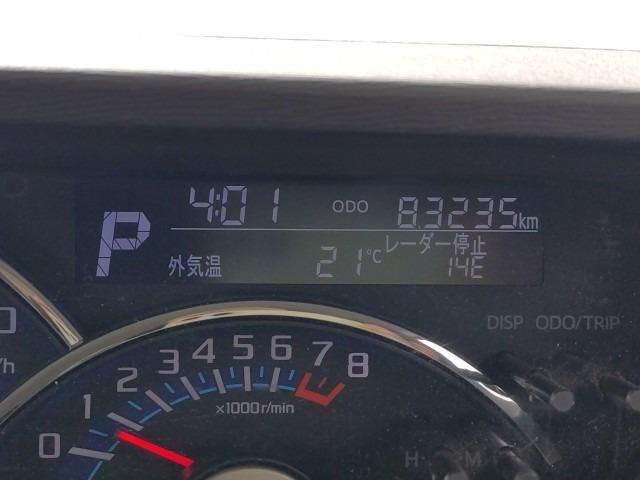 4:01 ODO 83235km
P
外気温 21℃ レーダー停止
14E
DISP ODO/TRIP
0 1 2 3 4 5 6 7 8
×1000r/min
0
/h
H M